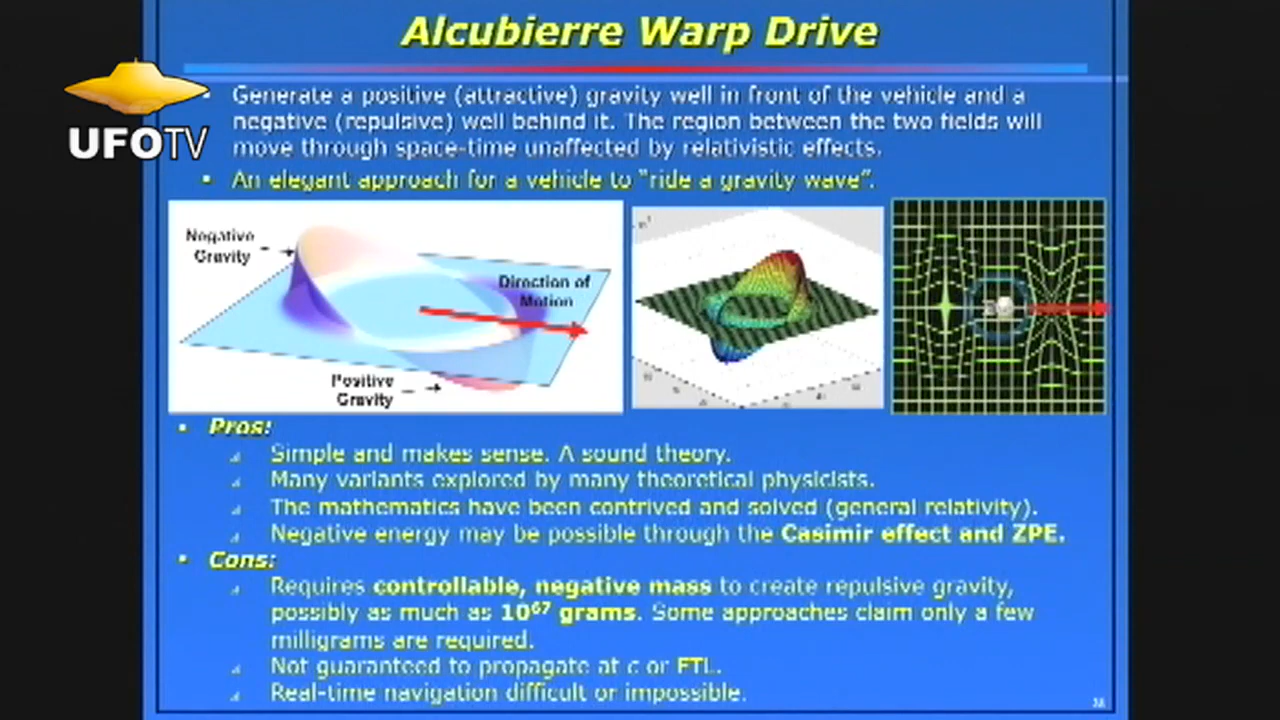 Alcubierre Warp Drive
UFOTV
Generate a positive (attractive) gravity well in front of the vehicle and a
negative (repulsive) well behind it. The region between the two fields will
move through space-time unaffected by relativistic effects.
An elegant approach for a vehicle to “ride a gravity wave”.
Negative
Gravity
Direction of
Motion
Positive
Gravity
Pros:
Simple and makes sense. A sound theory.
Many variants explored by many theoretical physicists.
The mathematics have been contrived and solved (general relativity).
Negative energy may be possible through the Casimir effect and ZPE.
Cons:
Requires controllable, negative mass to create repulsive gravity,
possibly as much as 10⁶⁷ grams. Some approaches claim only a few
milligrams are required.
Not guaranteed to propagate at c or FTL.
Real-time navigation difficult or impossible.